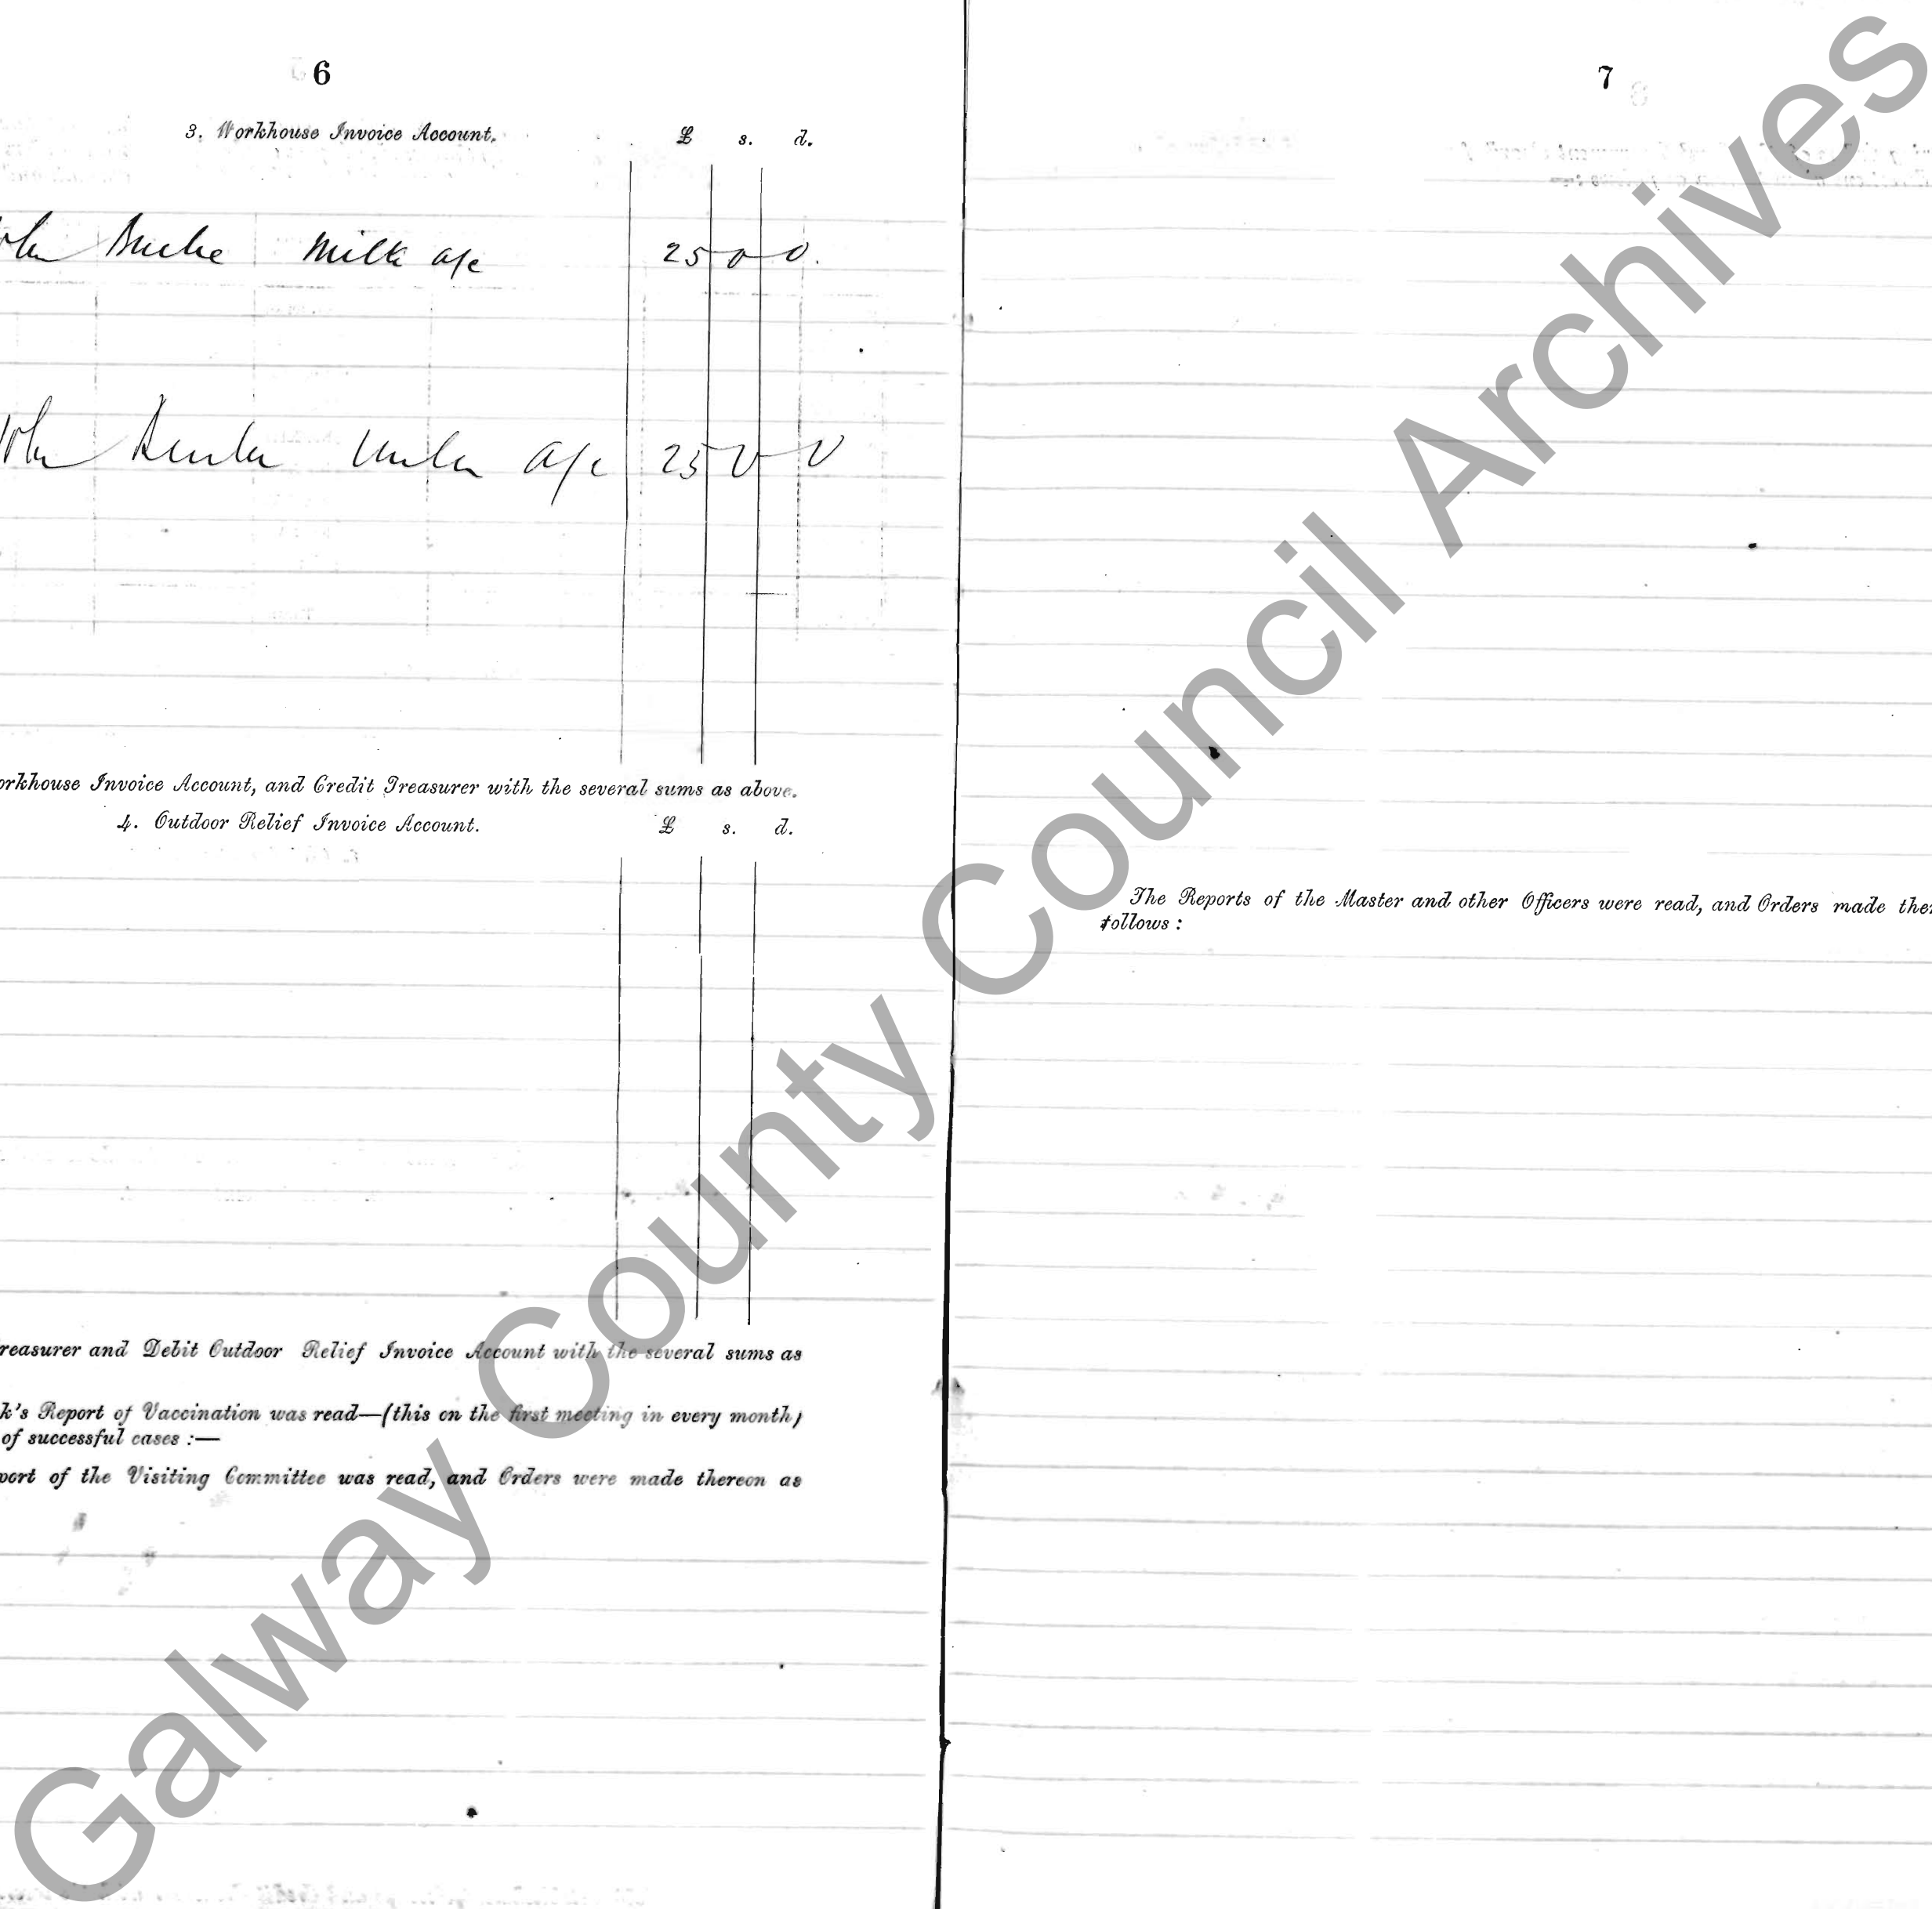 6
3. Workhouse Invoice Account.
£ s. d.
Milk a/c 25 0 0.
a/c 25 0 0
orkhouse Invoice Account, and Credit Treasurer with the several sums as above.
4. Outdoor Relief Invoice Account.
£ s. d.
reasurer and Debit Outdoor Relief Invoice Account with the several sums as
k's Report of Vaccination was read—(this on the first meeting in every month)
of successful cases :—
port of the Visiting Committee was read, and Orders were made thereon as
7
The Reports of the Master and other Officers were read, and Orders made the
follows :
Galway County Council Archives